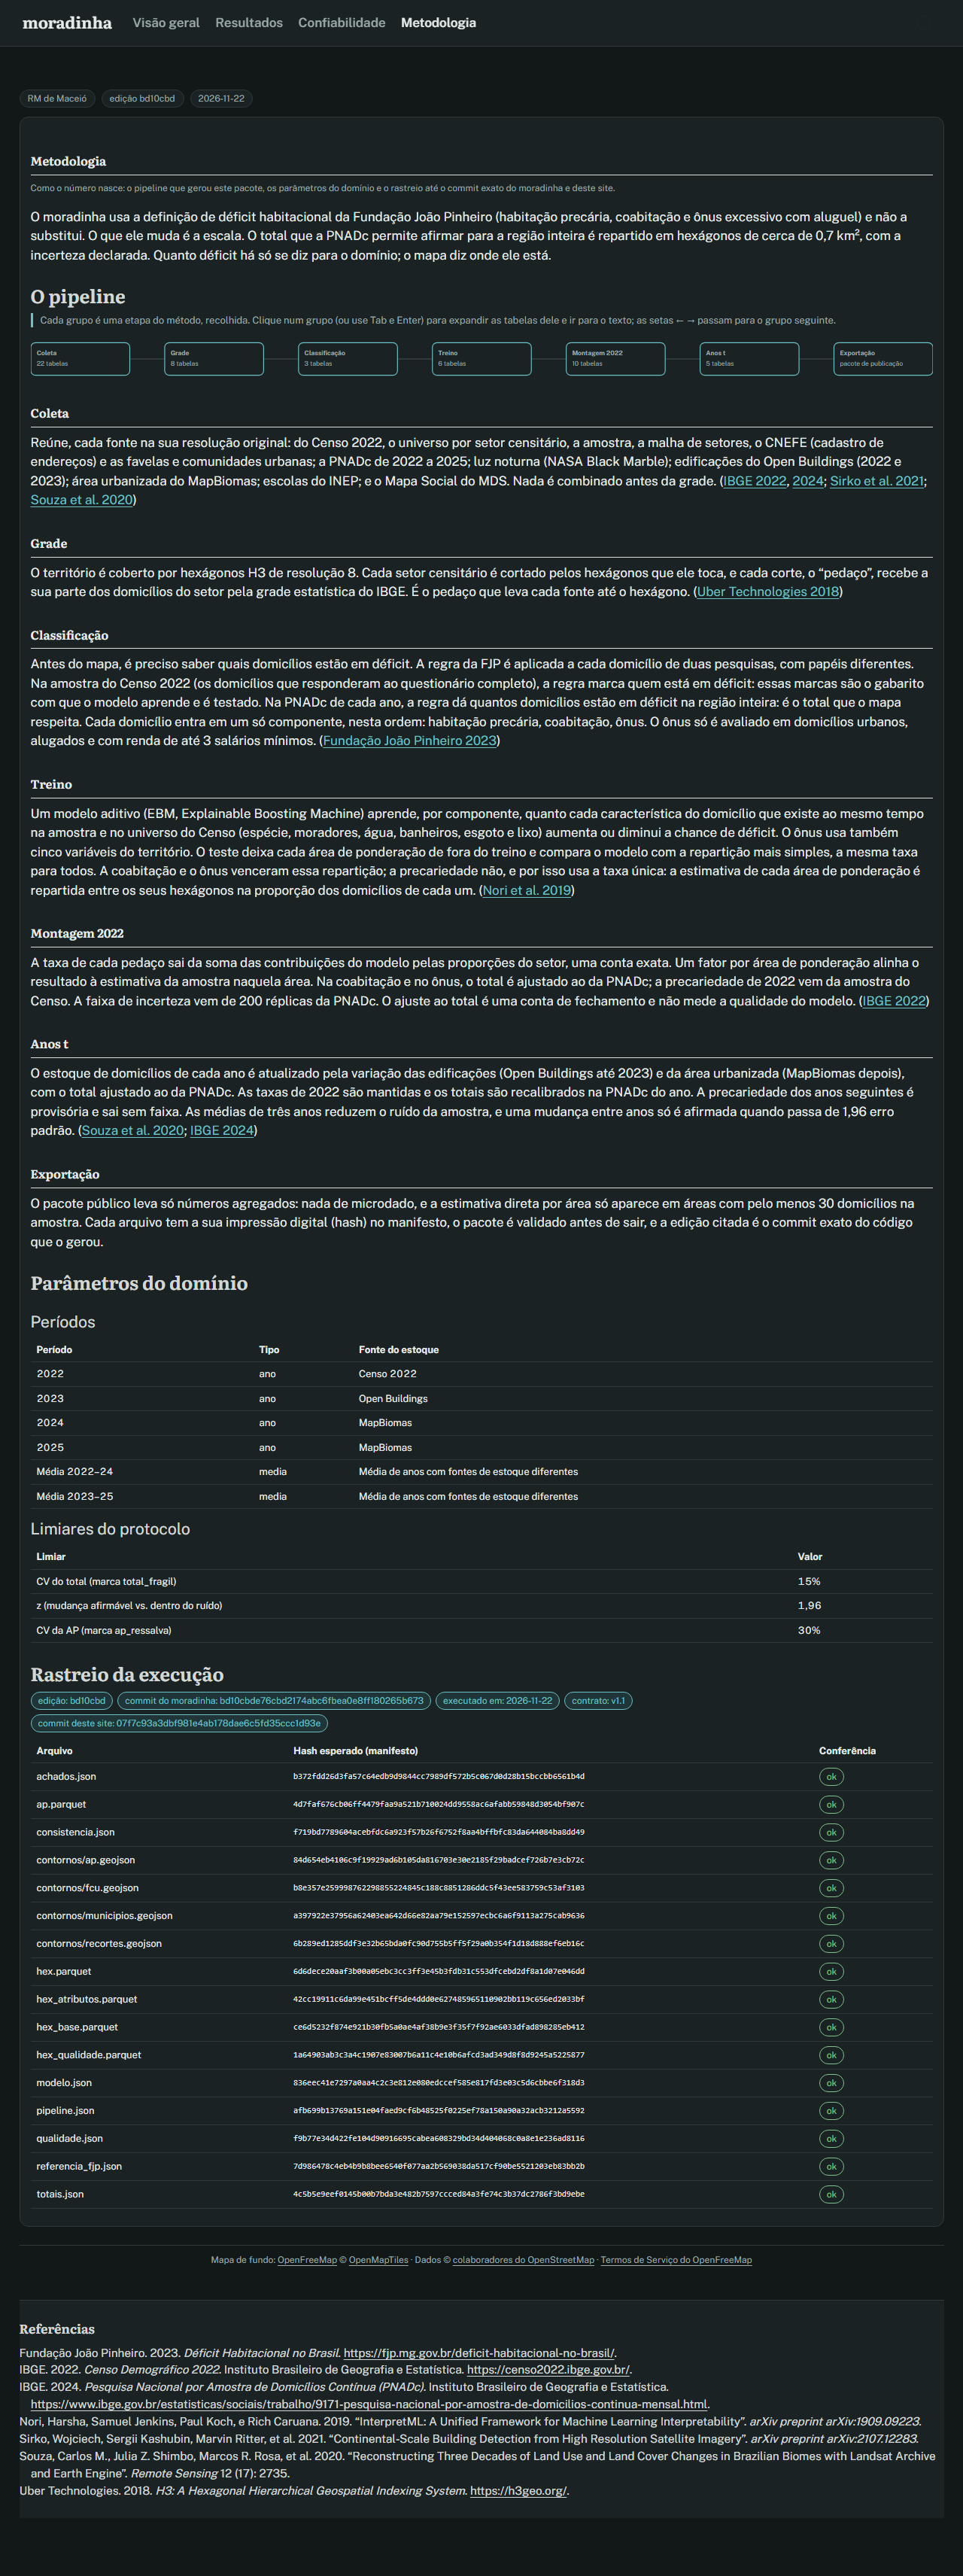 moradinha Visão geral Resultados Confiabilidade Metodologia
RM de Maceió edição bd10cbd 2026-11-22
Metodologia
Como o número nasce: o pipeline que gerou este pacote, os parâmetros do domínio e o rastreio até o commit exato do moradinha e deste site.
O moradinha usa a definição de déficit habitacional da Fundação João Pinheiro (habitação precária, coabitação e ônus excessivo com aluguel) e não a
substitui. O que ele muda é a escala. O total que a PNADc permite afirmar para a região inteira é repartido em hexágonos de cerca de 0,7 km², com a
incerteza declarada. Quanto déficit há só se diz para o domínio; o mapa diz onde ele está.
O pipeline
Cada grupo é uma etapa do método, recolhida. Clique num grupo (ou use Tab e Enter) para expandir as tabelas dele e ir para o texto; as setas ←→ passam para o grupo seguinte.
Coleta Grade Classificação Treino Montagem 2022 Anos t Exportação
22 tabelas 8 tabelas 3 tabelas 6 tabelas 10 tabelas 5 tabelas pacote de publicação
Coleta
Reúne, cada fonte na sua resolução original: do Censo 2022, o universo por setor censitário, a amostra, a malha de setores, o CNEFE (cadastro de
endereços) e as favelas e comunidades urbanas; a PNADc de 2022 a 2025; luz noturna (NASA Black Marble); edificações do Open Buildings (2022 e
2023); área urbanizada do MapBiomas; escolas do INEP; e o Mapa Social do MDS. Nada é combinado antes da grade. (IBGE 2022, 2024; Sirko et al. 2021;
Souza et al. 2020)
Grade
O território é coberto por hexágonos H3 de resolução 8. Cada setor censitário é cortado pelos hexágonos que ele toca, e cada corte, o “pedaço”, recebe a
sua parte dos domicílios do setor pela grade estatística do IBGE. É o pedaço que leva cada fonte até o hexágono. (Uber Technologies 2018)
Classificação
Antes do mapa, é preciso saber quais domicílios estão em déficit. A regra da FJP é aplicada a cada domicílio de duas pesquisas, com papéis diferentes.
Na amostra do Censo 2022 (os domicílios que responderam ao questionário completo), a regra marca quem está em déficit: essas marcas são o gabarito
com que o modelo aprende e é testado. Na PNADc de cada ano, a regra dá quantos domicílios estão em déficit na região inteira: é o total que o mapa
respeita. Cada domicílio entra em um só componente, nesta ordem: habitação precária, coabitação, ônus. O ônus só é avaliado em domicílios urbanos,
alugados e com renda de até 3 salários mínimos. (Fundação João Pinheiro 2023)
Treino
Um modelo aditivo (EBM, Explainable Boosting Machine) aprende, por componente, quanto cada característica do domicílio que existe ao mesmo tempo
na amostra e no universo do Censo (espécie, moradores, água, banheiros, esgoto e lixo) aumenta ou diminui a chance de déficit. O ônus usa também
cinco variáveis do território. O teste deixa cada área de ponderação de fora do treino e compara o modelo com a repartição mais simples, a mesma taxa
para todos. A coabitação e o ônus venceram essa repartição; a precariedade não, e por isso usa a taxa única: a estimativa de cada área de ponderação é
repartida entre os seus hexágonos na proporção dos domicílios de cada um. (Nori et al. 2019)
Montagem 2022
A taxa de cada pedaço sai da soma das contribuições do modelo pelas proporções do setor, uma conta exata. Um fator por área de ponderação alinha o
resultado à estimativa da amostra naquela área. Na coabitação e no ônus, o total é ajustado ao da PNADc; a precariedade de 2022 vem da amostra do
Censo. A faixa de incerteza vem de 200 réplicas da PNADc. O ajuste ao total é uma conta de fechamento e não mede a qualidade do modelo. (IBGE 2022)
Anos t
O estoque de domicílios de cada ano é atualizado pela variação das edificações (Open Buildings até 2023) e da área urbanizada (MapBiomas depois),
com o total ajustado ao da PNADc. As taxas de 2022 são mantidas e os totais são recalibrados na PNADc do ano. A precariedade dos anos seguintes é
provisória e sai sem faixa. As médias de três anos reduzem o ruído da amostra, e uma mudança entre anos só é afirmada quando passa de 1,96 erro
padrão. (Souza et al. 2020; IBGE 2024)
Exportação
O pacote público leva só números agregados: nada de microdado, e a estimativa direta por área só aparece em áreas com pelo menos 30 domicílios na
amostra. Cada arquivo tem a sua impressão digital (hash) no manifesto, o pacote é validado antes de sair, e a edição citada é o commit exato do código
que o gerou.
Parâmetros do domínio
Períodos
Período Tipo Fonte do estoque
2022 ano Censo 2022
2023 ano Open Buildings
2024 ano MapBiomas
2025 ano MapBiomas
Média 2022–24 media Média de anos com fontes de estoque diferentes
Média 2023–25 media Média de anos com fontes de estoque diferentes
Limiares do protocolo
Limiar Valor
CV do total (marca total_fragil) 15%
z (mudança afirmável vs. dentro do ruído) 1,96
CV da AP (marca ap_ressalva) 30%
Rastreio da execução
edição: bd10cbd commit do moradinha: bd10cbde76cbd2174abc6fbea0e8ff180265b673 executado em: 2026-11-22 contrato: v1.1
commit deste site: 07f7c93a3dbf981e4ab178dae6c5fd35ccc1d93e
Arquivo Hash esperado (manifesto) Conferência
achados.json b372fdd26d3fa57c64edb9d9844cc7989df572b5c067d0d28b15bccbb6561b4d ok
ap.parquet 4d7faf676cb06ff4479faa9a521b710024dd9558ac6afabb59848d3054bf907c ok
consistencia.json f719bd7789604acebfdc6a923f57b26f6752f8aa4bffbfc83da644084ba8dd49 ok
contornos/ap.geojson 84d654eb4106c9f19929ad6b105da816703e30e2185f29badcef726b7e3cb72c ok
contornos/fcu.geojson b8e357e259998762298855224845c188c8851286ddc5f43ee583759c53af3103 ok
contornos/municipios.geojson a397922e37956a62403ea642d66e82aa79e152597ecbc6a6f9113a275cab9636 ok
contornos/recortes.geojson 6b289ed1285ddf3e32b65bda0fc90d755b5ff5f29a0b354f1d18d888ef6eb16c ok
hex.parquet 6d6dece20aaf3b00a05ebc3cc3ff3e45b3fdb31c553dfcebd2df8a1d07e046dd ok
hex_atributos.parquet 42cc19911c6da99e451bcff5de4ddd0e627485965110902bb119c656ed2033bf ok
hex_base.parquet ce6d5232f874e921b30fb5a0ae4af38b9e3f35f7f92ae6033dfad898285eb412 ok
hex_qualidade.parquet 1a64903ab3c3a4c1907e83007b6a11c4e10b6afcd3ad349d8f8d9245a5225877 ok
modelo.json 836eec41e7297a0aa4c2c3e812e080edccef585e817fd3e03c5d6cbbe6f318d3 ok
pipeline.json afb699b13769a151e04faed9cf6b48525f0225ef78a150a90a32acb3212a5592 ok
qualidade.json f9b77e34d422fe104d90916695cabea608329bd34d404068c0a8e1e236ad8116 ok
referencia_fjp.json 7d986478c4eb4b9b8bee6540f077aa2b569038da517cf90be5521203eb83bb2b ok
totais.json 4c5b5e9eef0145b00b7bda3e482b7597ccced84a3fe74c3b37dc2786f3bd9ebe ok
Mapa de fundo: OpenFreeMap © OpenMapTiles · Dados © colaboradores do OpenStreetMap · Termos de Serviço do OpenFreeMap
Referências
Fundação João Pinheiro. 2023. Déficit Habitacional no Brasil. https://fjp.mg.gov.br/deficit-habitacional-no-brasil/.
IBGE. 2022. Censo Demográfico 2022. Instituto Brasileiro de Geografia e Estatística. https://censo2022.ibge.gov.br/.
IBGE. 2024. Pesquisa Nacional por Amostra de Domicílios Contínua (PNADc). Instituto Brasileiro de Geografia e Estatística.
https://www.ibge.gov.br/estatisticas/sociais/trabalho/9171-pesquisa-nacional-por-amostra-de-domicilios-continua-mensal.html.
Nori, Harsha, Samuel Jenkins, Paul Koch, e Rich Caruana. 2019. “InterpretML: A Unified Framework for Machine Learning Interpretability”. arXiv preprint arXiv:1909.09223.
Sirko, Wojciech, Sergii Kashubin, Marvin Ritter, et al. 2021. “Continental-Scale Building Detection from High Resolution Satellite Imagery”. arXiv preprint arXiv:2107.12283.
Souza, Carlos M., Julia Z. Shimbo, Marcos R. Rosa, et al. 2020. “Reconstructing Three Decades of Land Use and Land Cover Changes in Brazilian Biomes with Landsat Archive
and Earth Engine”. Remote Sensing 12 (17): 2735.
Uber Technologies. 2018. H3: A Hexagonal Hierarchical Geospatial Indexing System. https://h3geo.org/.